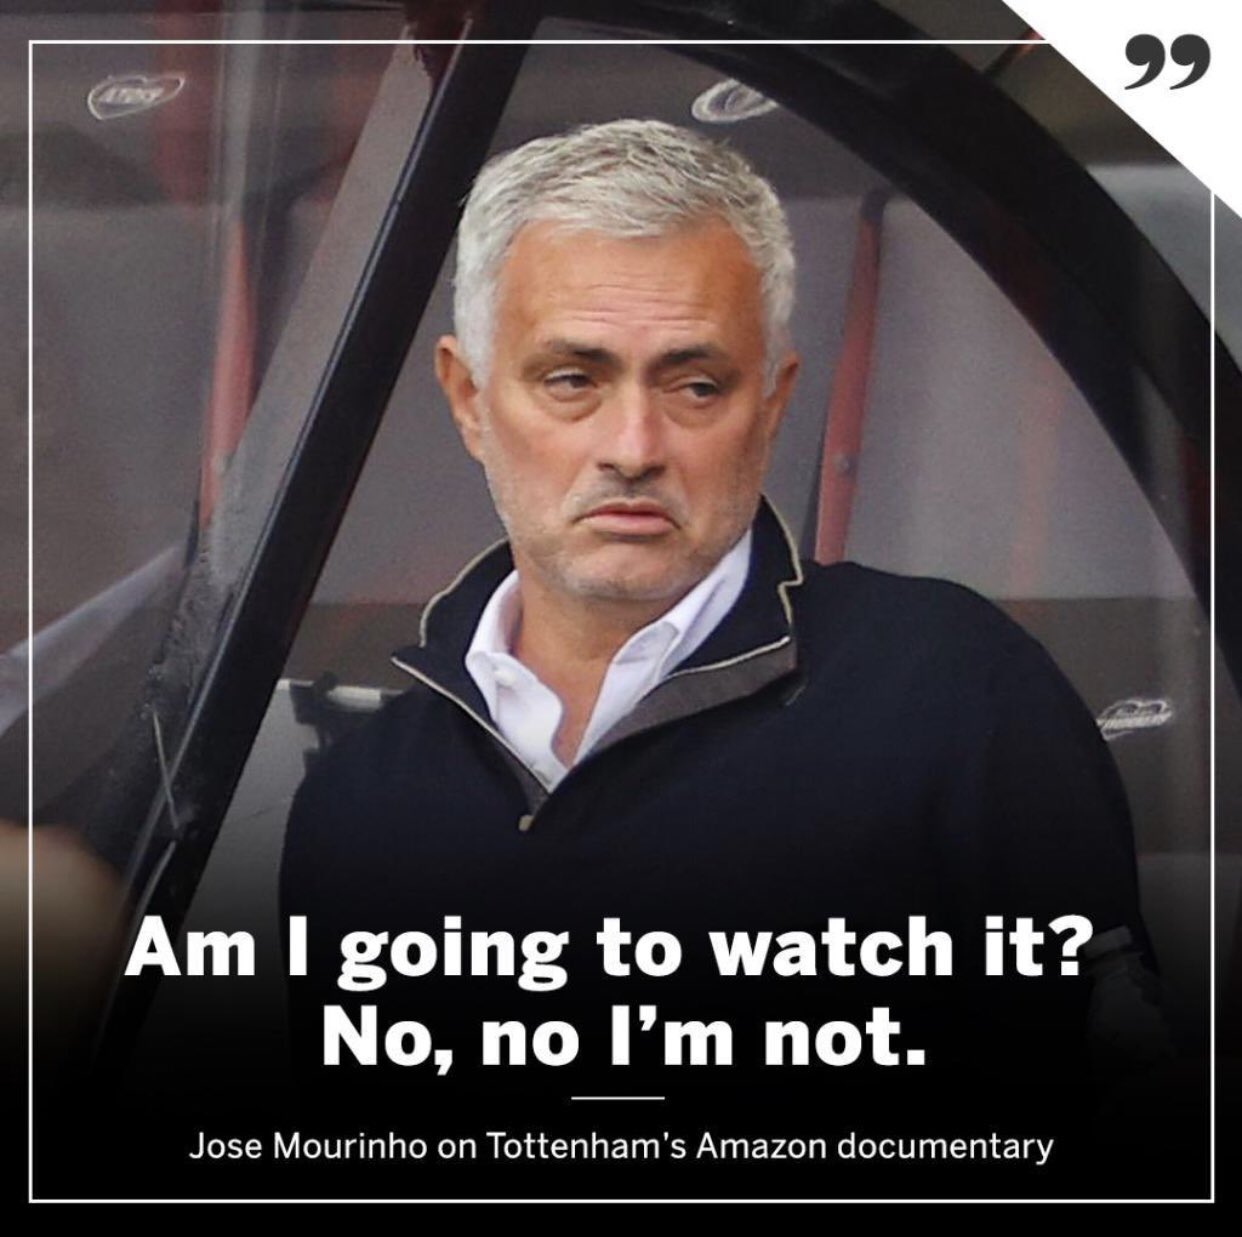 ”
Am I going to watch it?
No, no I’m not.
Jose Mourinho on Tottenham’s Amazon documentary